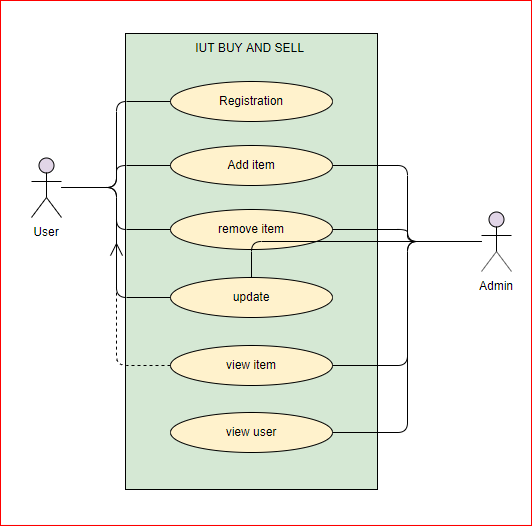 IUT BUY AND SELL
Registration
Add item
remove item
User
update
Admin
view item
view user